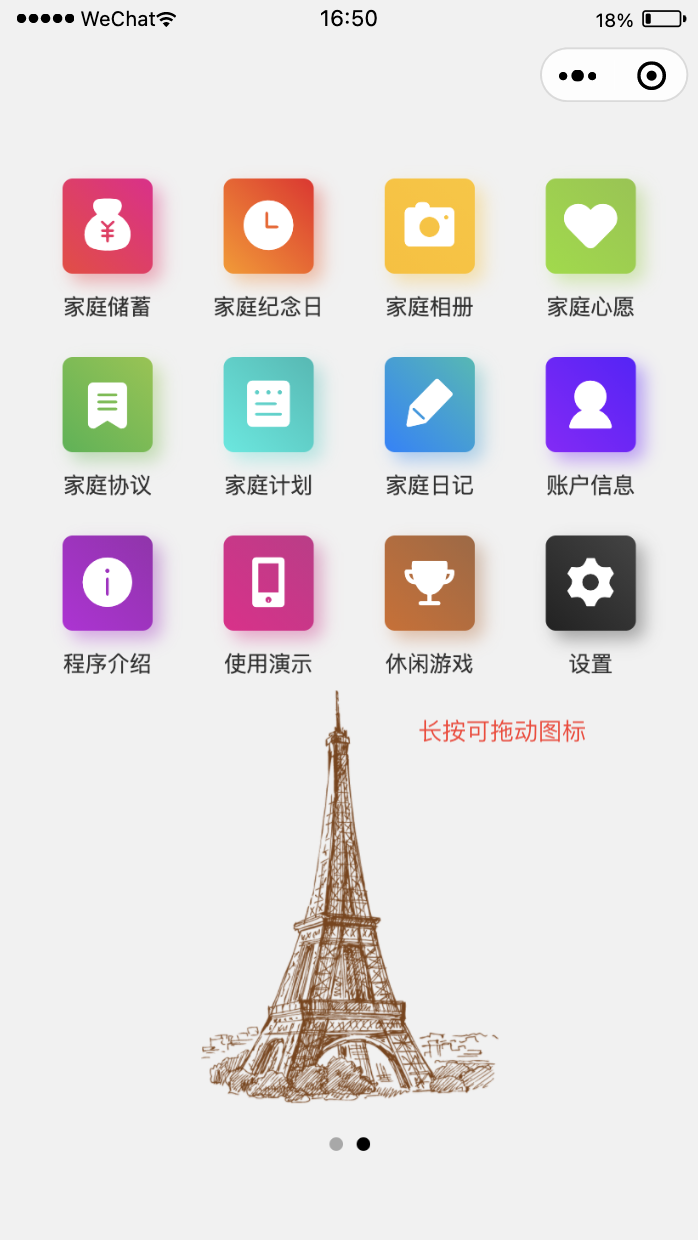 WeChat 16:50 18%
家庭储蓄 家庭纪念日 家庭相册 家庭心愿
家庭协议 家庭计划 家庭日记 账户信息
程序介绍 使用演示 休闲游戏 设置
长按可拖动图标